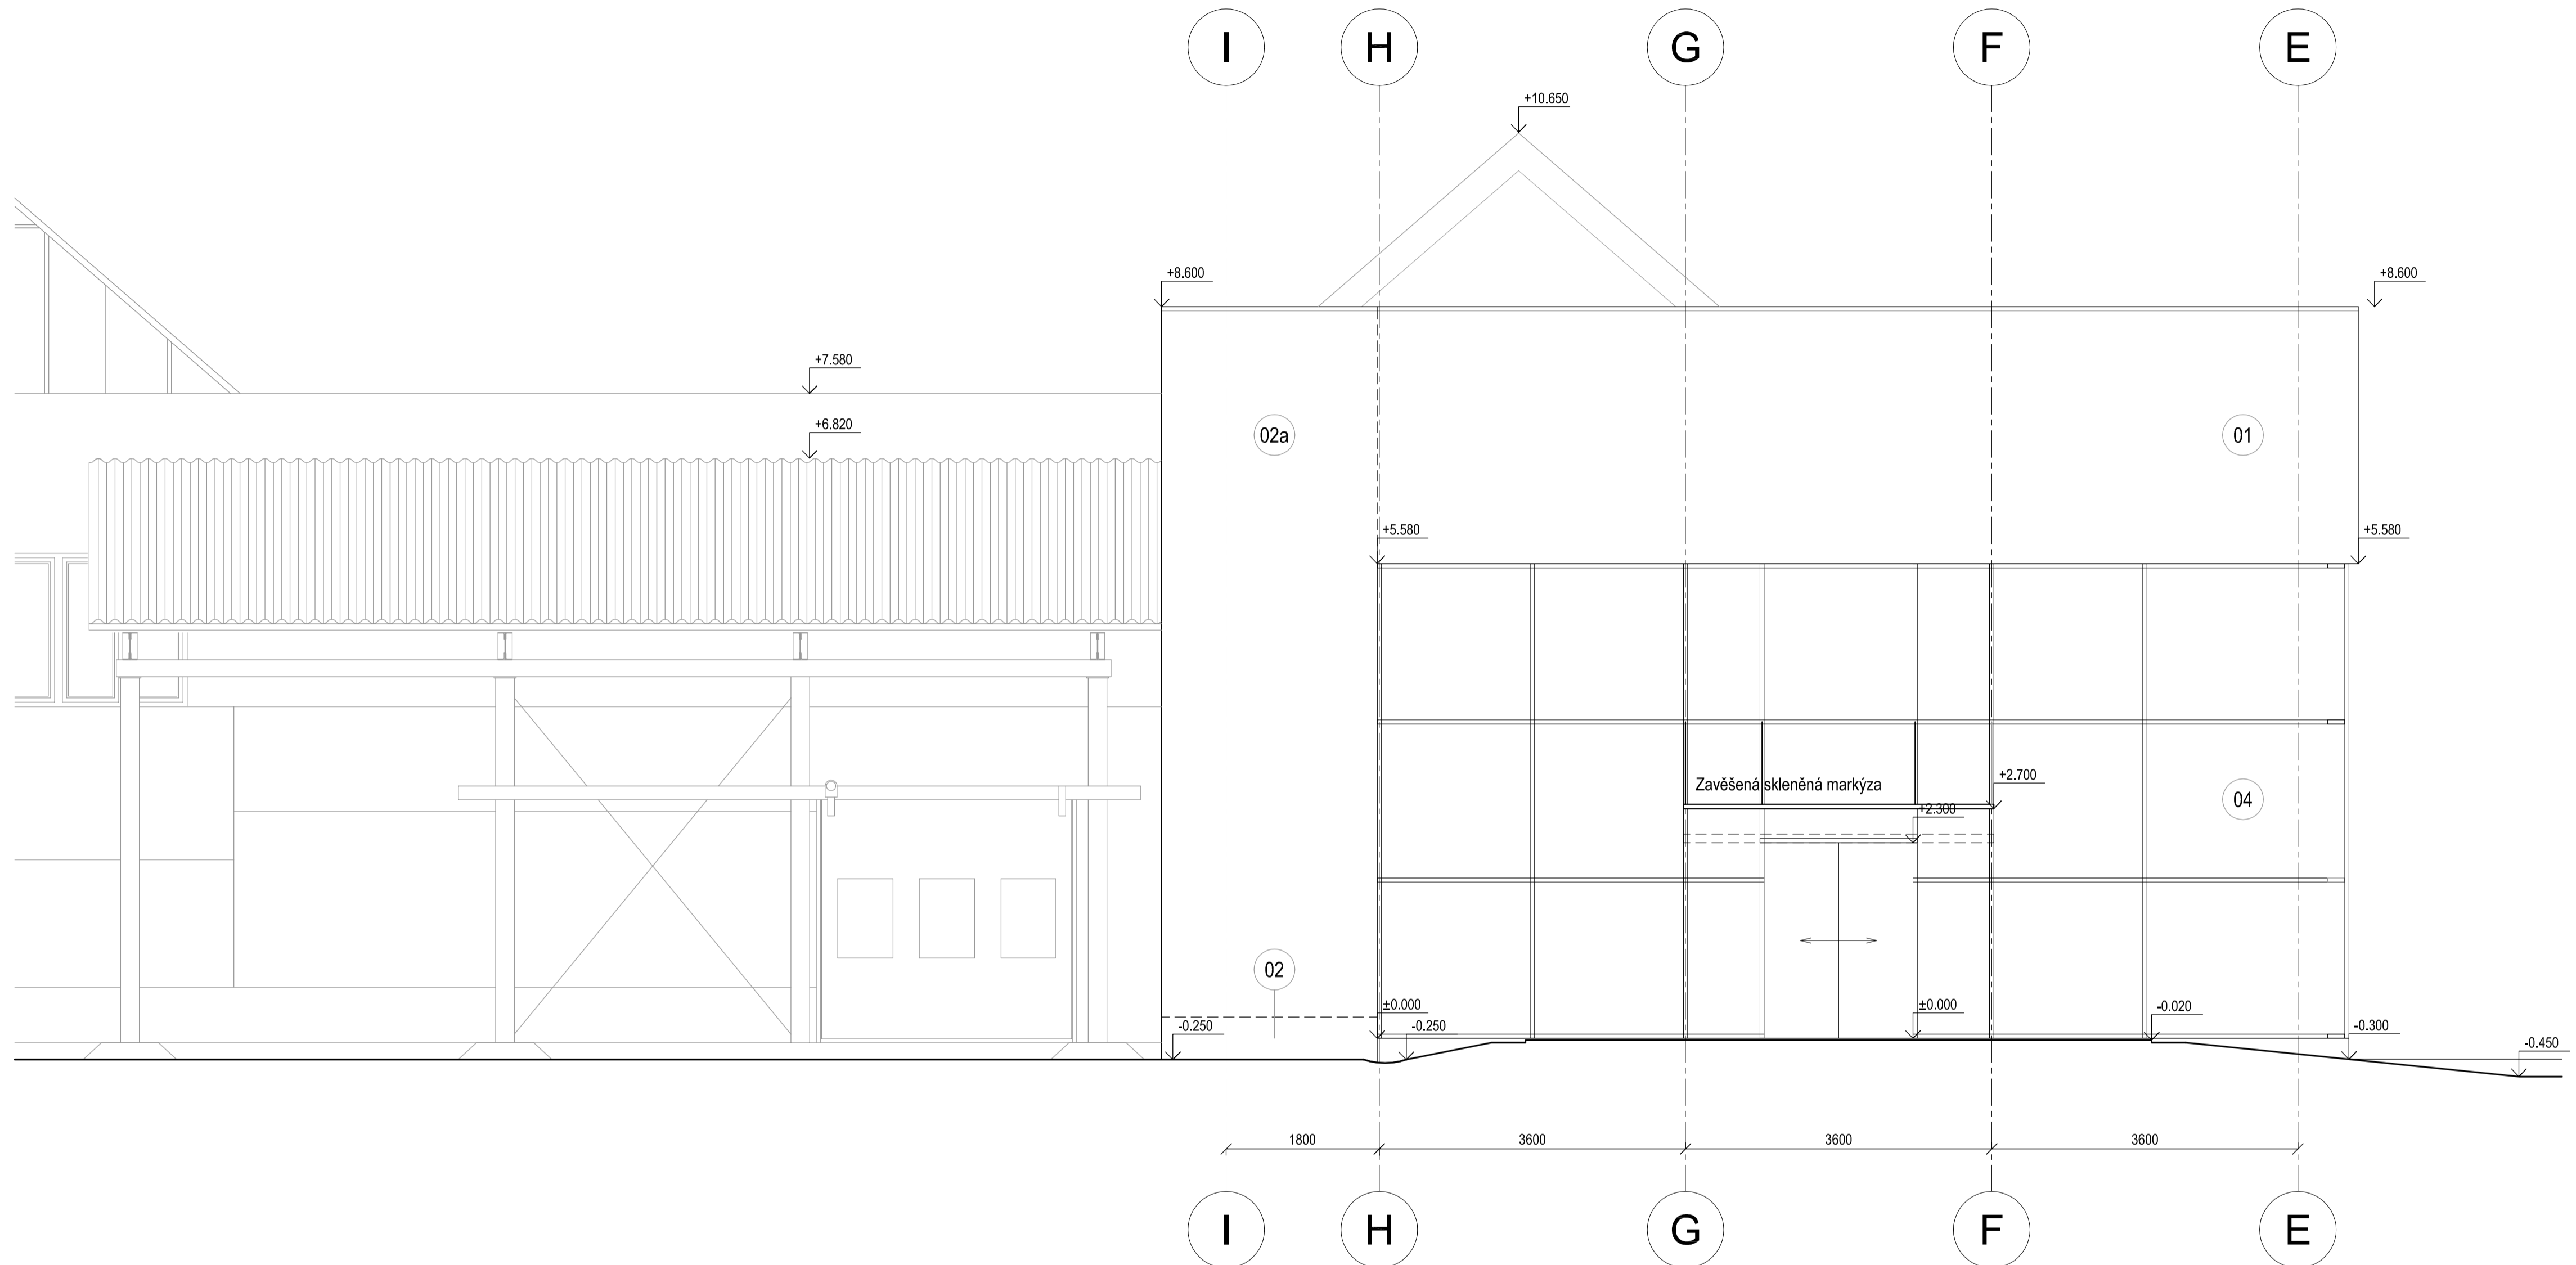 I
H
G
F
E
+10.650
+8.600
+8.600
+7.580
+6.820
02a
01
+5.580
+5.580
Zavěšená skleněná markýza
+2.700
+2.300
04
02
±0.000
±0.000
-0.020
-0.250
-0.250
-0.300
-0.450
1800
3600
3600
3600
I
H
G
F
E